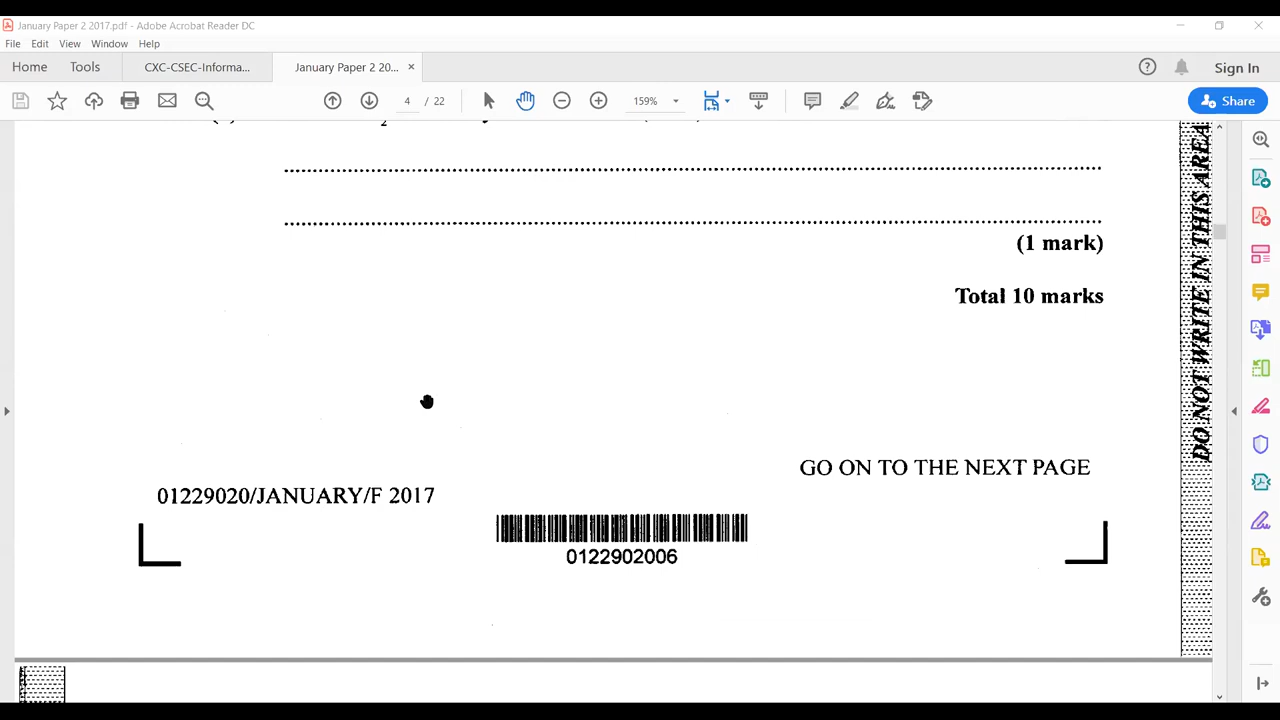 January Paper 2 2017.pdf - Adobe Acrobat Reader DC
File Edit View Window Help
Home Tools CXC-CSEC-Informa... January Paper 2 20... ×
4 / 22 159% Share
? Sign In
(1 mark)
Total 10 marks
GO ON TO THE NEXT PAGE
01229020/JANUARY/F 2017
0122902006
DO NOT WRITE IN THIS AREA